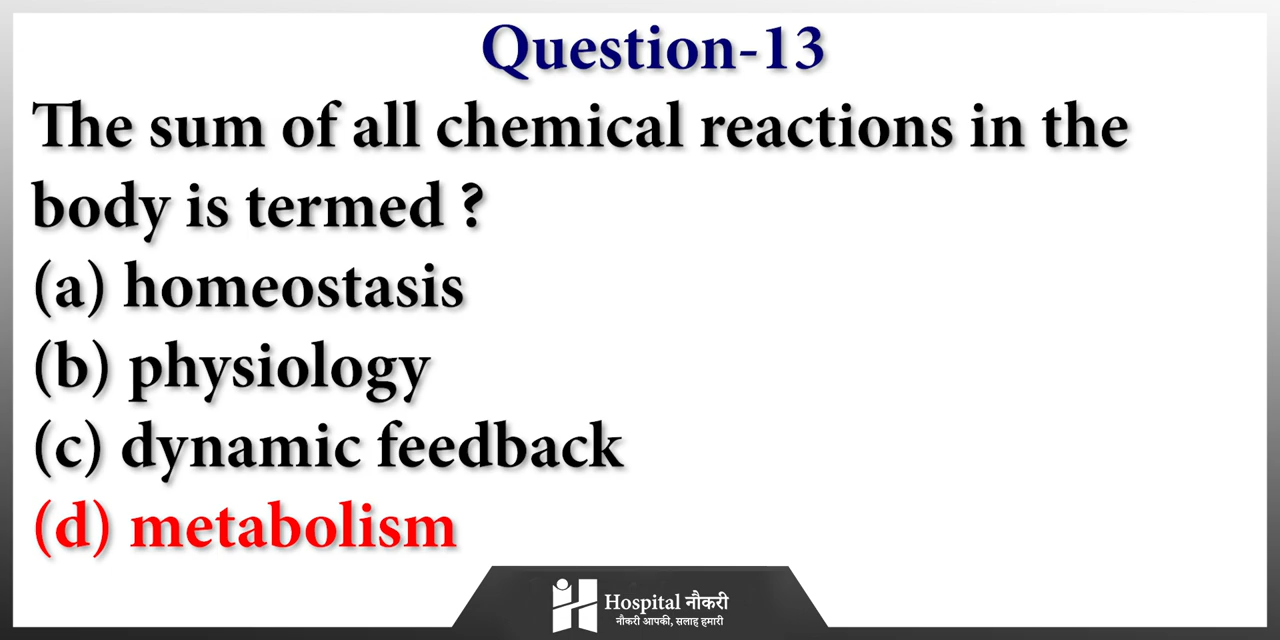 Question-13
The sum of all chemical reactions in the
body is termed ?
(a) homeostasis
(b) physiology
(c) dynamic feedback
(d) metabolism
Hospital नौकरी
नौकरी आपकी, सलाह हमारी